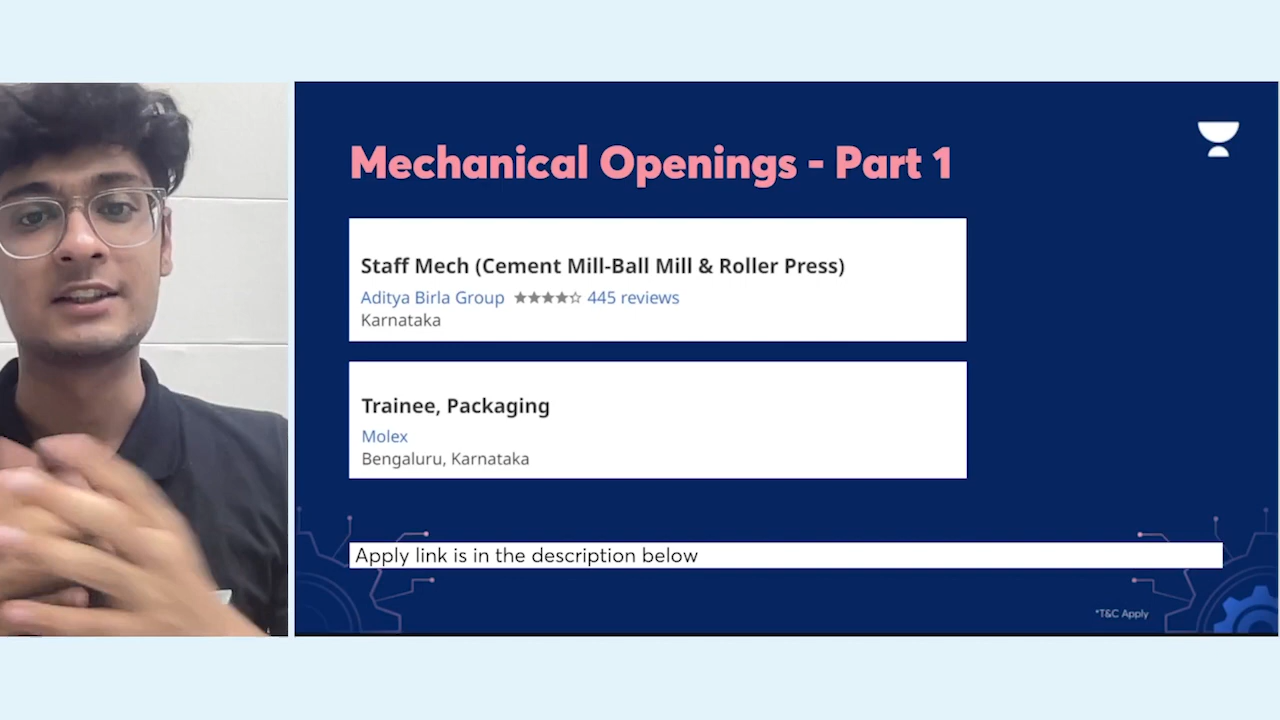 Mechanical Openings - Part 1
Staff Mech (Cement Mill-Ball Mill & Roller Press)
Aditya Birla Group ★★★★☆ 445 reviews
Karnataka
Trainee, Packaging
Molex
Bengaluru, Karnataka
Apply link is in the description below
*T&C Apply